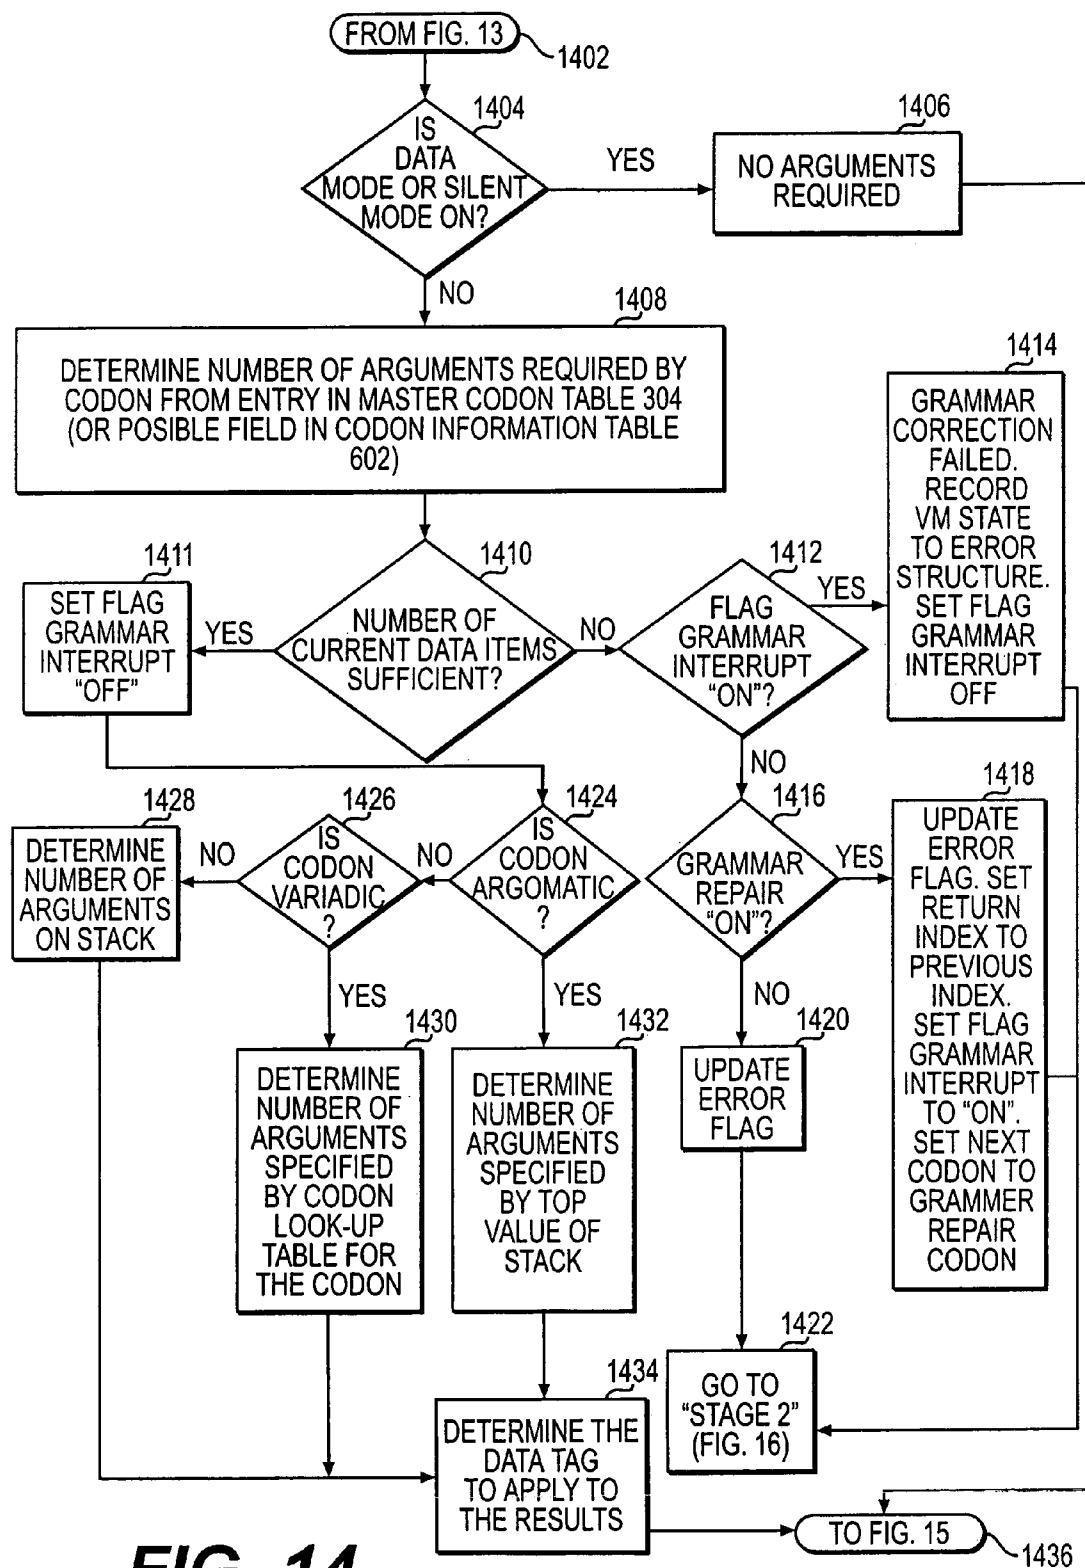 FROM FIG. 13
1402
1404
IS
DATA
MODE OR SILENT
MODE ON?
YES
1406
NO ARGUMENTS
REQUIRED
NO
1408
DETERMINE NUMBER OF ARGUMENTS REQUIRED BY
CODON FROM ENTRY IN MASTER CODON TABLE 304
(OR POSIBLE FIELD IN CODON INFORMATION TABLE
602)
1414
GRAMMAR
CORRECTION
FAILED.
RECORD
VM STATE
TO ERROR
STRUCTURE.
SET FLAG
GRAMMAR
INTERRUPT
OFF
1411
SET FLAG
GRAMMAR
INTERRUPT
"OFF"
YES
1410
NUMBER OF
CURRENT DATA ITEMS
SUFFICIENT?
NO
1412
FLAG
GRAMMAR
INTERRUPT
"ON"?
YES
NO
1428
DETERMINE
NUMBER OF
ARGUMENTS
ON STACK
NO
1426
IS
CODON
VARIADIC
?
NO
1424
IS
CODON
ARGOMATIC
?
1416
GRAMMAR
REPAIR
"ON"?
YES
1418
UPDATE
ERROR
FLAG. SET
RETURN
INDEX TO
PREVIOUS
INDEX.
SET FLAG
GRAMMAR
INTERRUPT
TO "ON".
SET NEXT
CODON TO
GRAMMER
REPAIR
CODON
YES
YES
NO
1430
DETERMINE
NUMBER OF
ARGUMENTS
SPECIFIED
BY CODON
LOOK-UP
TABLE FOR
THE CODON
1432
DETERMINE
NUMBER OF
ARGUMENTS
SPECIFIED
BY TOP
VALUE OF
STACK
1420
UPDATE
ERROR
FLAG
1422
GO TO
"STAGE 2"
(FIG. 16)
1434
DETERMINE THE
DATA TAG
TO APPLY TO
THE RESULTS
TO FIG. 15
1436
FIG. 14